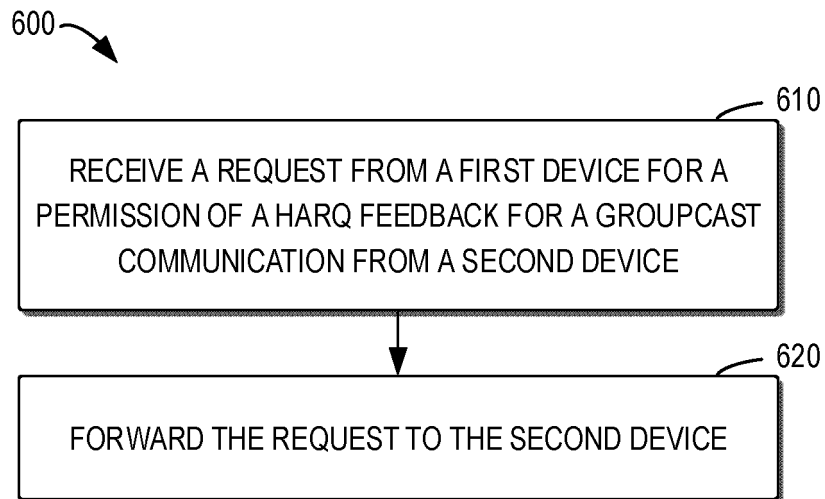 600
610
RECEIVE A REQUEST FROM A FIRST DEVICE FOR A
PERMISSION OF A HARQ FEEDBACK FOR A GROUPCAST
COMMUNICATION FROM A SECOND DEVICE
620
FORWARD THE REQUEST TO THE SECOND DEVICE